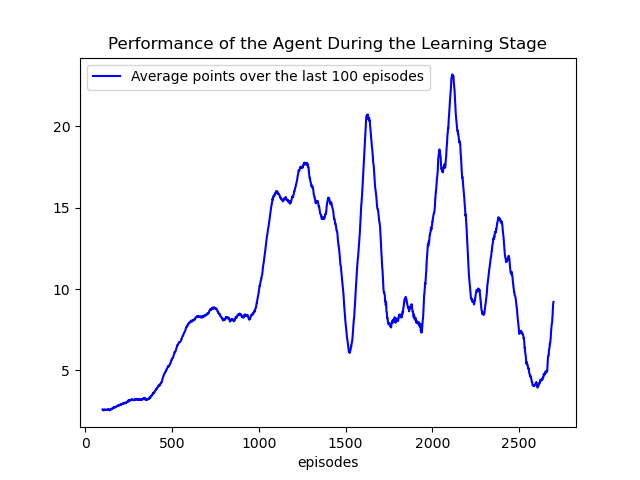 Performance of the Agent During the Learning Stage
Average points over the last 100 episodes
20
15
10
5
0 500 1000 1500 2000 2500
episodes